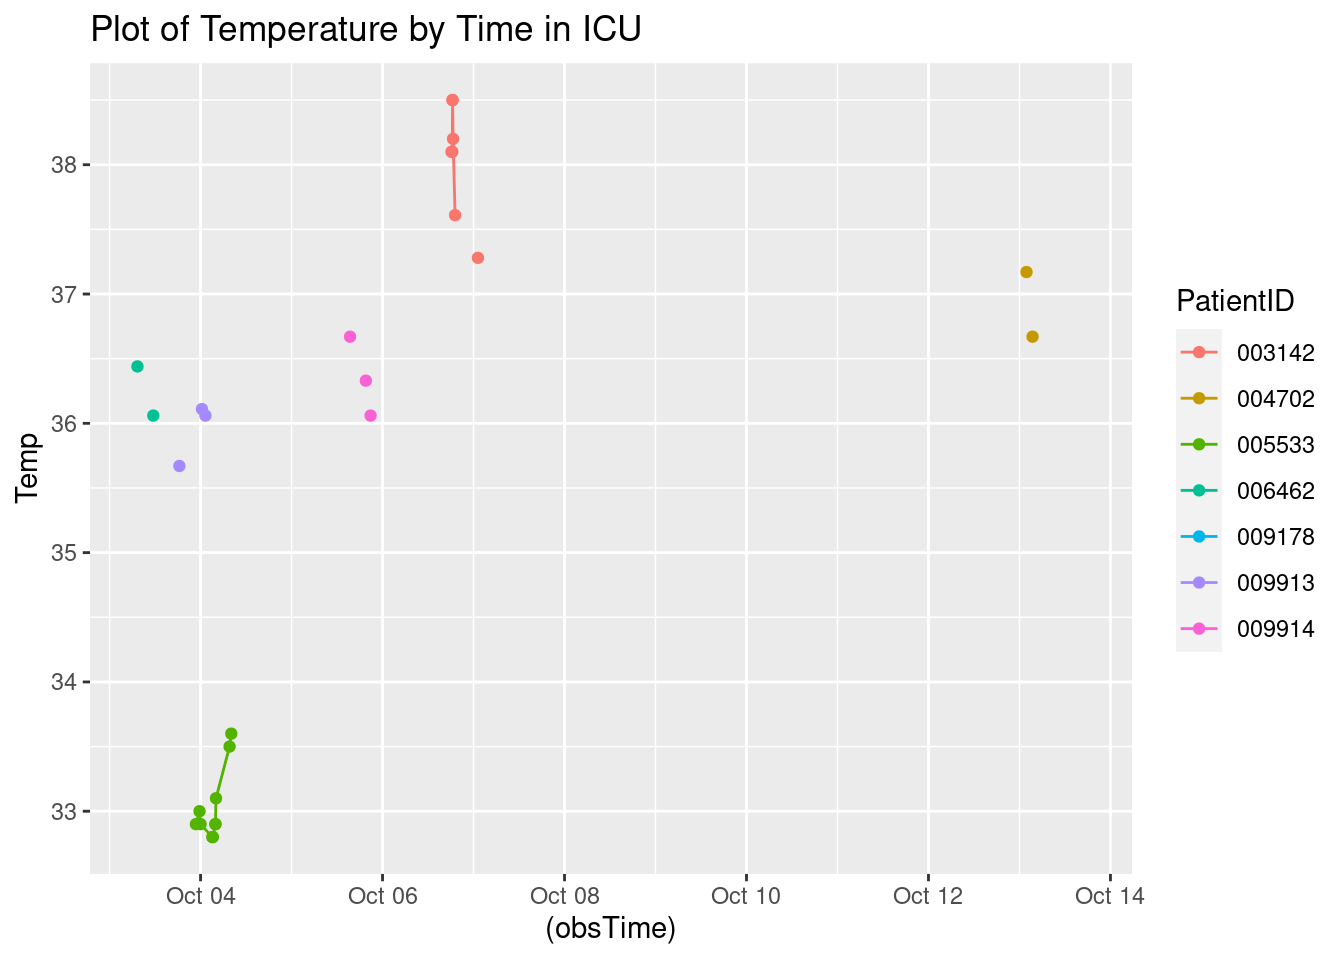 Plot of Temperature by Time in ICU
38
37
36
35
34
33
Temp
Oct 04 Oct 06 Oct 08 Oct 10 Oct 12 Oct 14
(obsTime)
PatientID
003142
004702
005533
006462
009178
009913
009914